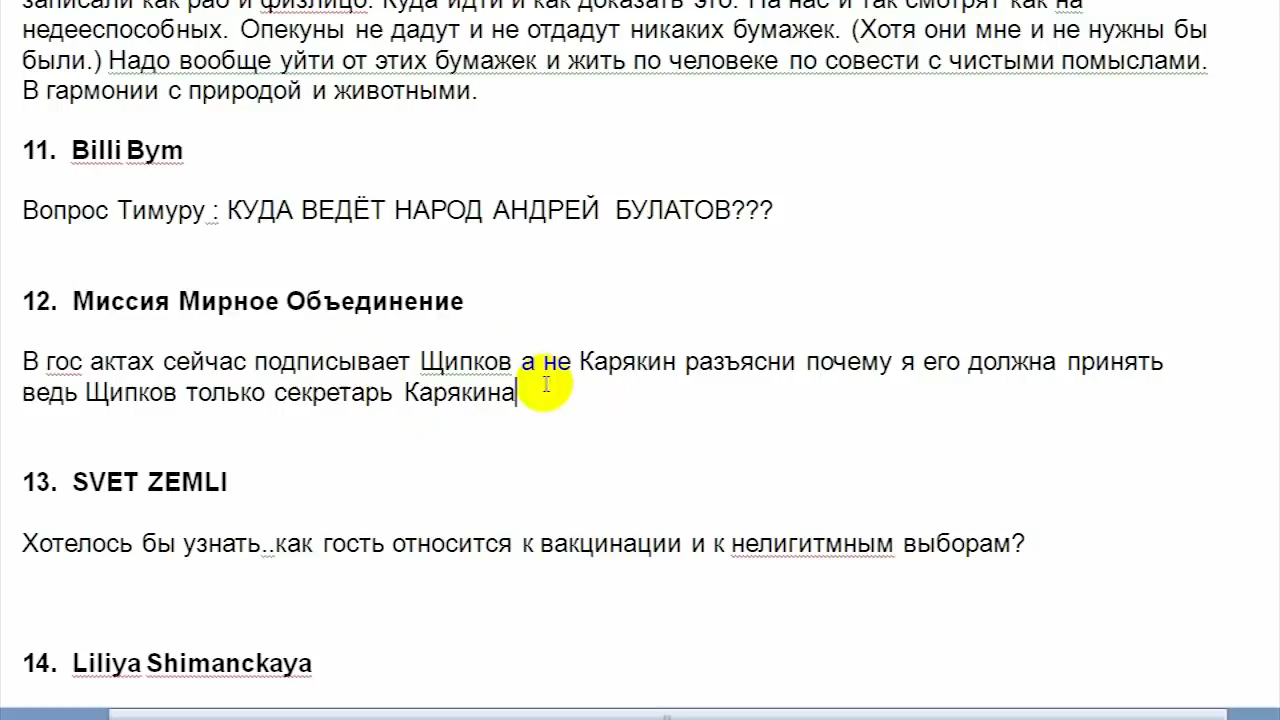 записали как раб и физлицо. Куда идти и как доказать это. На нас и так смотрят как на
недееспособных. Опекуны не дадут и не отдадут никаких бумажек. (Хотя они мне и не нужны бы
были.) Надо вообще уйти от этих бумажек и жить по человеке по совести с чистыми помыслами.
В гармонии с природой и животными.
11. Billi Bym
Вопрос Тимуру : КУДА ВЕДЁТ НАРОД АНДРЕЙ БУЛАТОВ???
12. Миссия Мирное Объединение
В гос актах сейчас подписывает Щипков а не Карякин разъясни почему я его должна принять
ведь Щипков только секретарь Карякина
13. SVET ZEMLI
Хотелось бы узнать..как гость относится к вакцинации и к нелигитмным выборам?
14. Liliya Shimanckaya